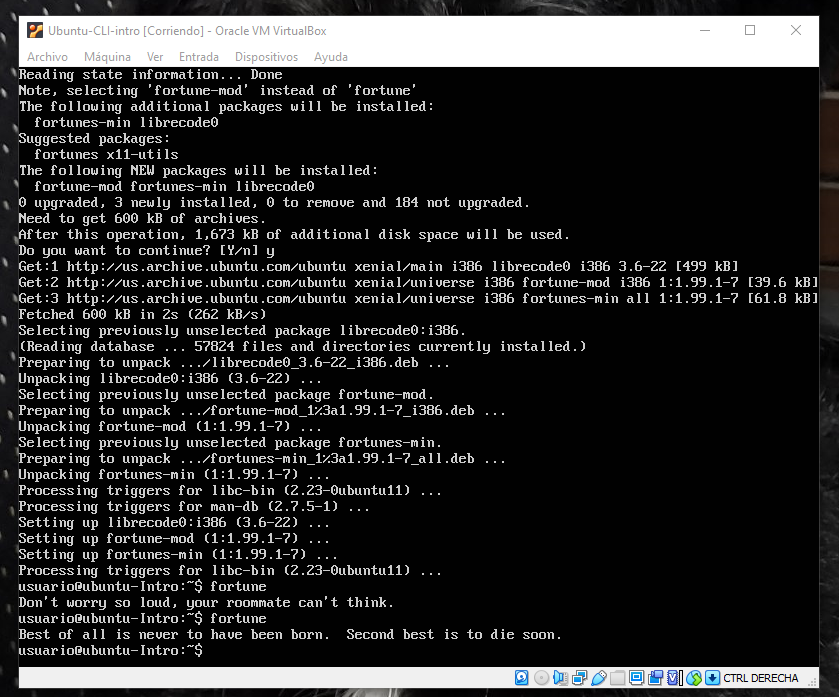 Ubuntu-CLI-intro [Corriendo] - Oracle VM VirtualBox
Archivo Máquina Ver Entrada Dispositivos Ayuda
Reading state information... Done
Note, selecting 'fortune-mod' instead of 'fortune'
The following additional packages will be installed:
  fortunes-min librecode0
Suggested packages:
  fortunes x11-utils
The following NEW packages will be installed:
  fortune-mod fortunes-min librecode0
0 upgraded, 3 newly installed, 0 to remove and 184 not upgraded.
Need to get 600 kB of archives.
After this operation, 1,673 kB of additional disk space will be used.
Do you want to continue? [Y/n] y
Get:1 http://us.archive.ubuntu.com/ubuntu xenial/main i386 librecode0 i386 3.6-22 [499 kB]
Get:2 http://us.archive.ubuntu.com/ubuntu xenial/universe i386 fortune-mod i386 1:1.99.1-7 [39.6 kB]
Get:3 http://us.archive.ubuntu.com/ubuntu xenial/universe i386 fortunes-min all 1:1.99.1-7 [61.8 kB]
Fetched 600 kB in 2s (262 kB/s)
Selecting previously unselected package librecode0:i386.
(Reading database ... 57824 files and directories currently installed.)
Preparing to unpack .../librecode0_3.6-22_i386.deb ...
Unpacking librecode0:i386 (3.6-22) ...
Selecting previously unselected package fortune-mod.
Preparing to unpack .../fortune-mod_1%3a1.99.1-7_i386.deb ...
Unpacking fortune-mod (1:1.99.1-7) ...
Selecting previously unselected package fortunes-min.
Preparing to unpack .../fortunes-min_1%3a1.99.1-7_all.deb ...
Unpacking fortunes-min (1:1.99.1-7) ...
Processing triggers for libc-bin (2.23-0ubuntu11) ...
Processing triggers for man-db (2.7.5-1) ...
Setting up librecode0:i386 (3.6-22) ...
Setting up fortune-mod (1:1.99.1-7) ...
Setting up fortunes-min (1:1.99.1-7) ...
Processing triggers for libc-bin (2.23-0ubuntu11) ...
usuario@ubuntu-Intro:~$ fortune
Don't worry so loud, your roommate can't think.
usuario@ubuntu-Intro:~$ fortune
Best of all is never to have been born.  Second best is to die soon.
usuario@ubuntu-Intro:~$
CTRL DERECHA